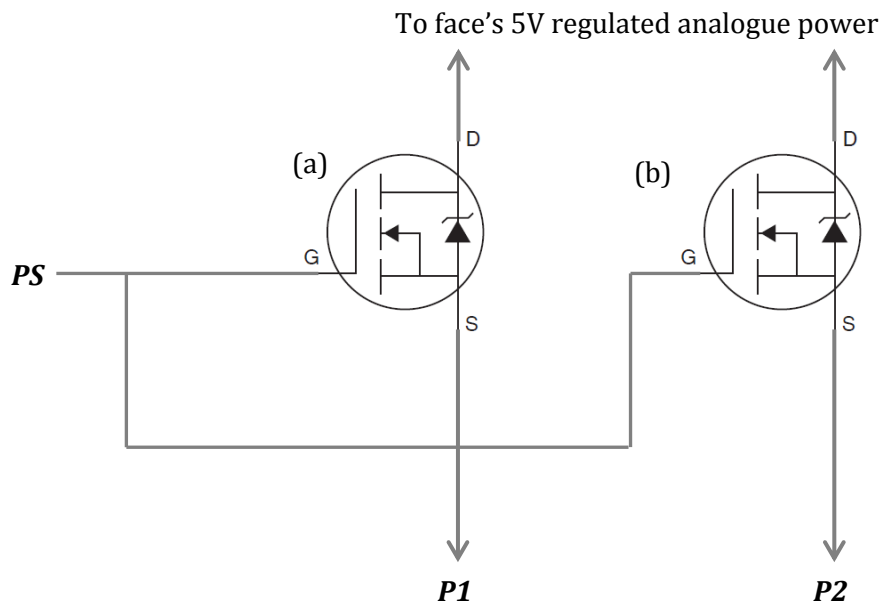 To face’s 5V regulated analogue power
D
D
(a)
(b)
G
G
PS
S
S
P1
P2